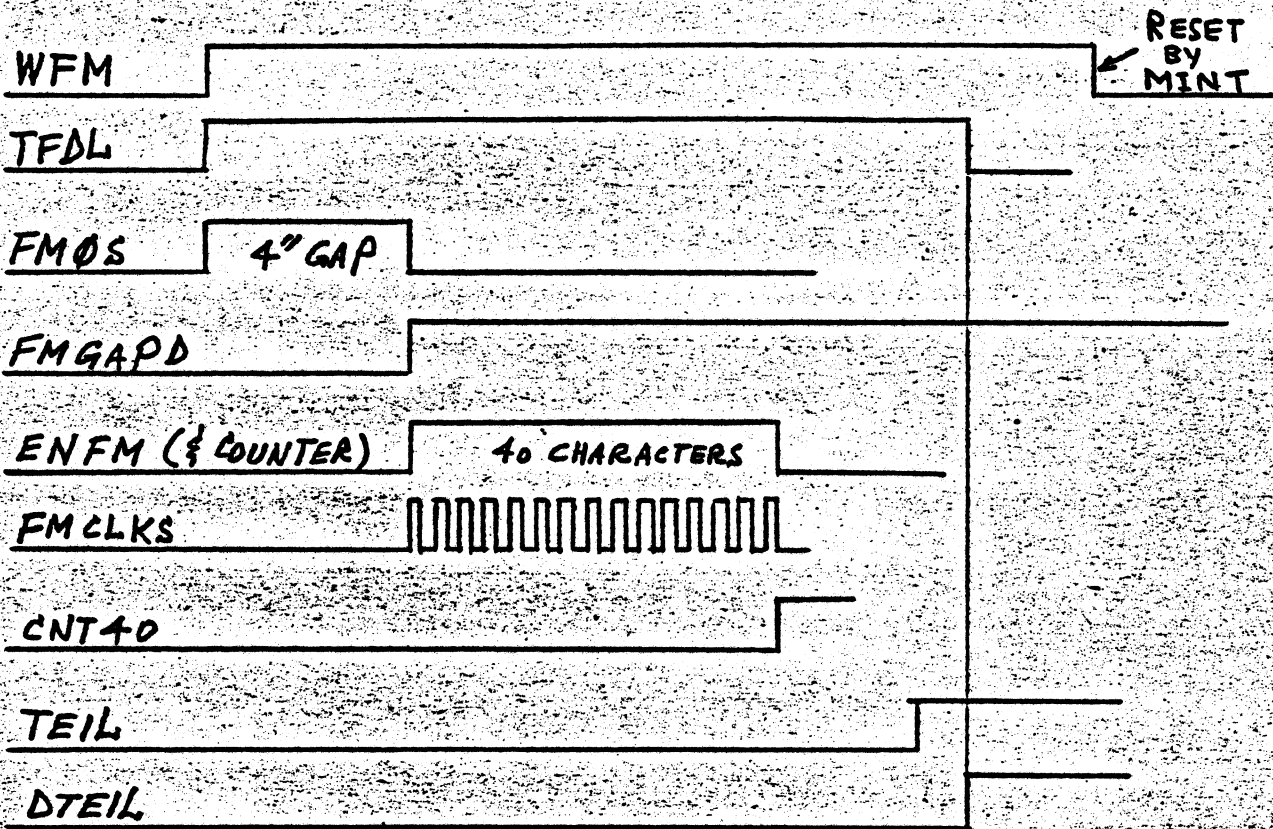 RESET
BY
MINT
WFM
TFDL
FMØS
4" GAP
FMGAPD
ENFM (& COUNTER)
40 CHARACTERS
FMCLKS
CNT40
TEIL
DTEIL